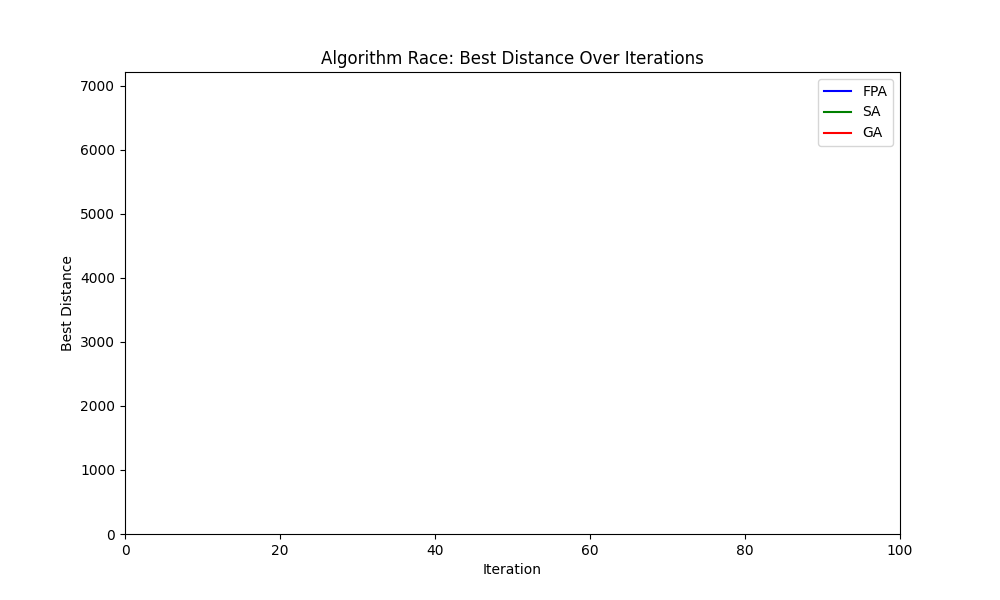 Algorithm Race: Best Distance Over Iterations
7000
6000
5000
4000
3000
2000
1000
0
Best Distance
FPA
SA
GA
0 20 40 60 80 100
Iteration